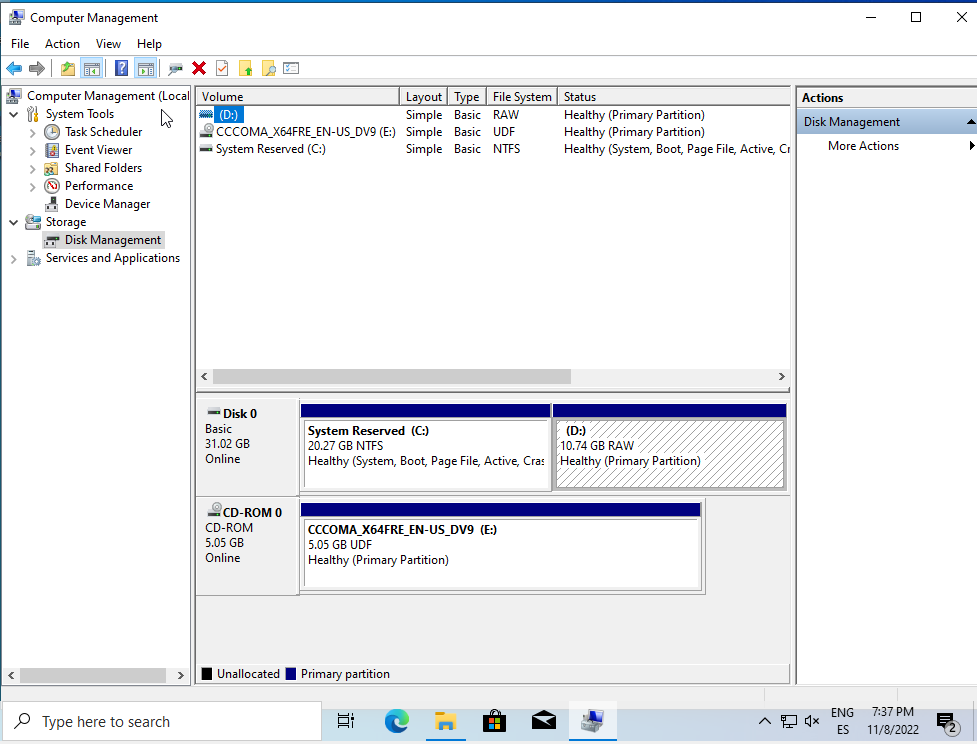 Computer Management
File Action View Help
Computer Management (Local
System Tools
Task Scheduler
Event Viewer
Shared Folders
Performance
Device Manager
Storage
Disk Management
Services and Applications
Volume Layout Type File System Status
(D:) Simple Basic RAW Healthy (Primary Partition)
CCCOMA_X64FRE_EN-US_DV9 (E:) Simple Basic UDF Healthy (Primary Partition)
System Reserved (C:) Simple Basic NTFS Healthy (System, Boot, Page File, Active, Cr
Actions
Disk Management
More Actions
Disk 0
Basic
31.02 GB
Online
System Reserved (C:)
20.27 GB NTFS
Healthy (System, Boot, Page File, Active, Cras
(D:)
10.74 GB RAW
Healthy (Primary Partition)
CD-ROM 0
CD-ROM
5.05 GB
Online
CCCOMA_X64FRE_EN-US_DV9 (E:)
5.05 GB UDF
Healthy (Primary Partition)
Unallocated Primary partition
Type here to search
ENG
ES
7:37 PM
11/8/2022
2